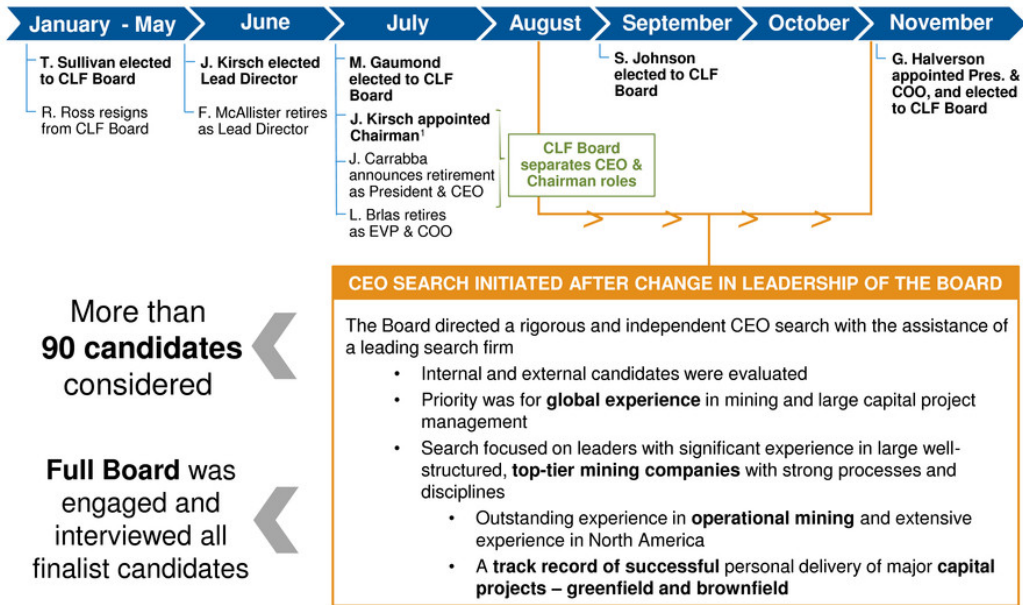 January - May
June
July
August
September
October
November
T. Sullivan elected
to CLF Board
R. Ross resigns
from CLF Board
J. Kirsch elected
Lead Director
F. McAllister retires
as Lead Director
M. Gaumond
elected to CLF
Board
J. Kirsch appointed
Chairman¹
J. Carrabba
announces retirement
as President & CEO
L. Brlas retires
as EVP & COO
CLF Board
separates CEO &
Chairman roles
S. Johnson
elected to CLF
Board
G. Halverson
appointed Pres. &
COO, and elected
to CLF Board
More than
90 candidates
considered
Full Board was
engaged and
interviewed all
finalist candidates
CEO SEARCH INITIATED AFTER CHANGE IN LEADERSHIP OF THE BOARD
The Board directed a rigorous and independent CEO search with the assistance of
a leading search firm
• Internal and external candidates were evaluated
• Priority was for global experience in mining and large capital project
management
• Search focused on leaders with significant experience in large well-
structured, top-tier mining companies with strong processes and
disciplines
• Outstanding experience in operational mining and extensive
experience in North America
• A track record of successful personal delivery of major capital
projects – greenfield and brownfield